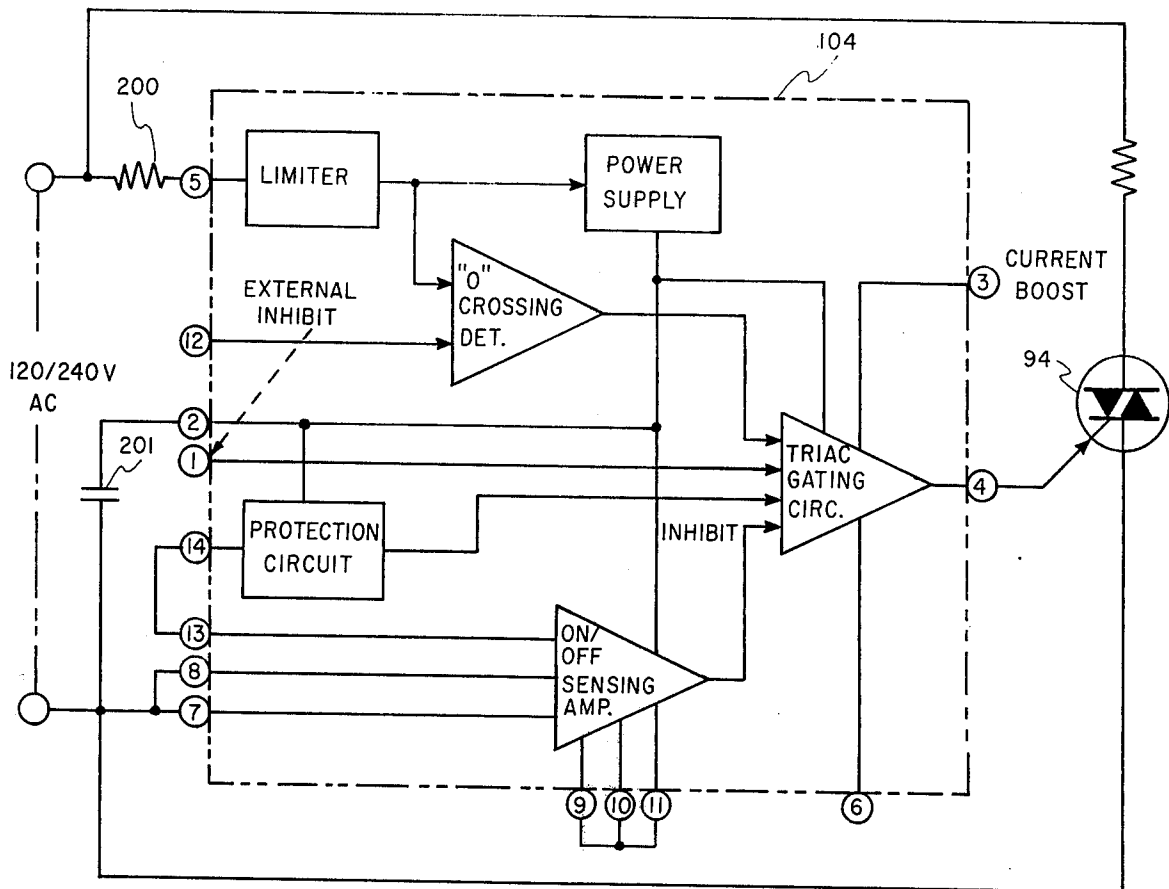 104
200
LIMITER
POWER
SUPPLY
5
"O"
CROSSING
DET.
EXTERNAL
INHIBIT
3
CURRENT
BOOST
12
94
120/240V
AC
2
201
1
TRIAC
GATING
CIRC.
4
14
PROTECTION
CIRCUIT
INHIBIT
13
ON/
OFF
SENSING
AMP.
8
7
9
10
11
6